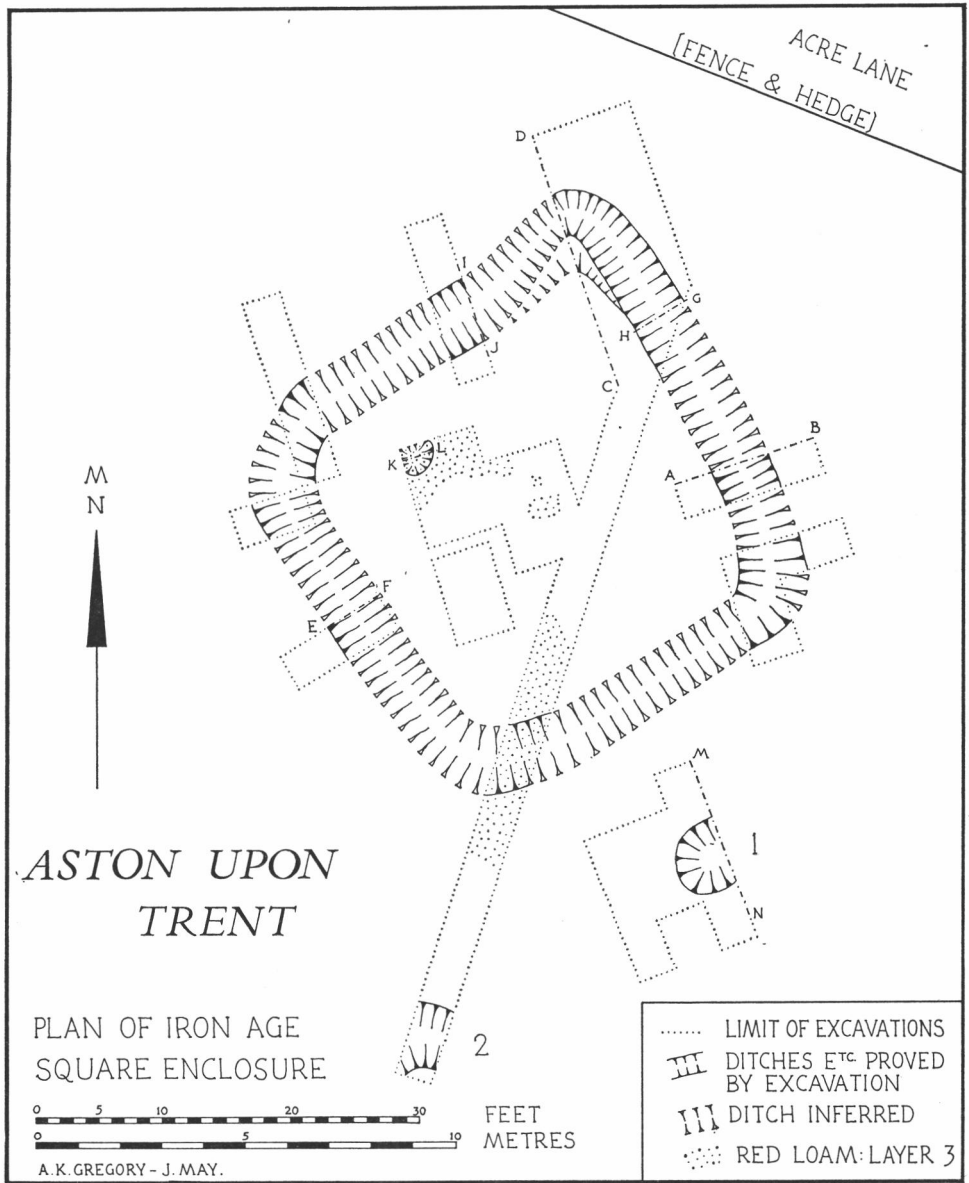 ACRE LANE
[FENCE & HEDGE]
D
I
G
J
H
C
B
K L
A
M
N
F
E
M
1
N
ASTON UPON
TRENT
2
PLAN OF IRON AGE
SQUARE ENCLOSURE
0 5 10 20 30 FEET
0 5 10 METRES
A.K.GREGORY – J. MAY.
LIMIT OF EXCAVATIONS
DITCHES ETC. PROVED
BY EXCAVATION
DITCH INFERRED
RED LOAM: LAYER 3